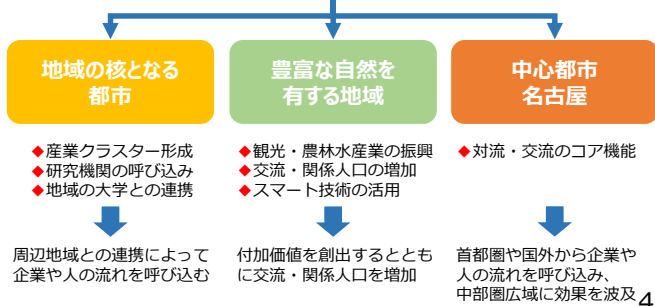 地域の核となる
都市
豊富な自然を
有する地域
中心都市
名古屋
◆産業クラスター形成
◆研究機関の呼び込み
◆地域の大学との連携
◆観光・農林水産業の振興
◆交流・関係人口の増加
◆スマート技術の活用
◆対流・交流のコア機能
周辺地域との連携によって
企業や人の流れを呼び込む
付加価値を創出するととも
に交流・関係人口を増加
首都圏や国外から企業や
人の流れを呼び込み、
中部圏広域に効果を波及
4